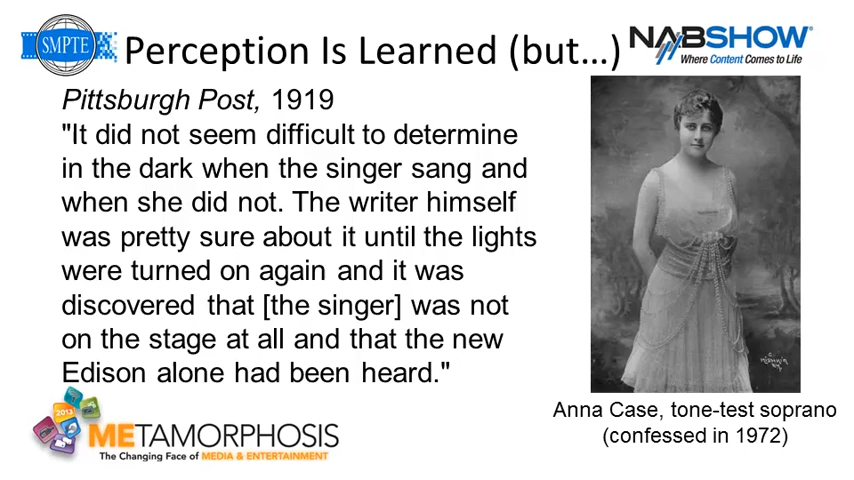 SMPTE
Perception Is Learned (but…)
NABSHOW®
Where Content Comes to Life
Pittsburgh Post, 1919
"It did not seem difficult to determine
in the dark when the singer sang and
when she did not. The writer himself
was pretty sure about it until the lights
were turned on again and it was
discovered that [the singer] was not
on the stage at all and that the new
Edison alone had been heard."
Anna Case, tone-test soprano
(confessed in 1972)
2013
METAMORPHOSIS
The Changing Face of MEDIA & ENTERTAINMENT